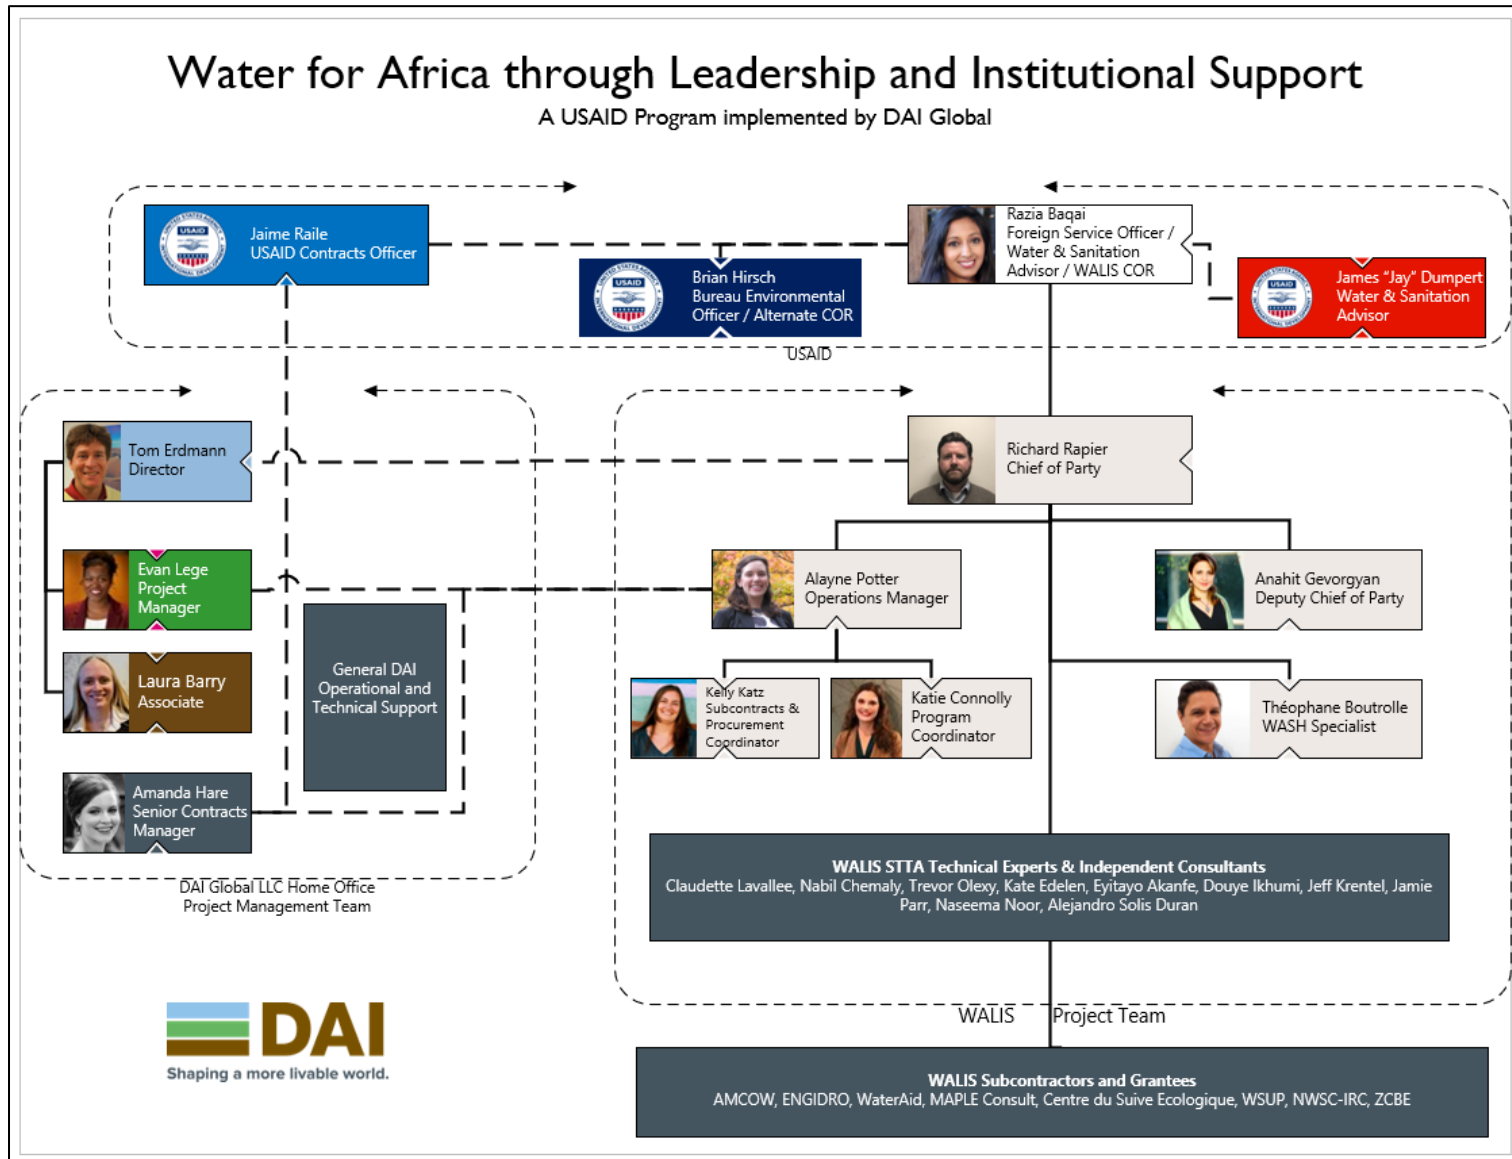 Water for Africa through Leadership and Institutional Support
A USAID Program implemented by DAI Global
USAID
Jaime Raile
USAID Contracts Officer
Razia Baqai
Foreign Service Officer /
Water & Sanitation
Advisor / WALIS COR
USAID
Brian Hirsch
Bureau Environmental
Officer / Alternate COR
USAID
James "Jay" Dumpert
Water & Sanitation
Advisor
USAID
Tom Erdmann
Director
Richard Rapier
Chief of Party
Evan Lege
Project
Manager
Alayne Potter
Operations Manager
Anahit Gevorgyan
Deputy Chief of Party
General DAI
Operational and
Technical Support
Laura Barry
Associate
Kelly Katz
Subcontracts &
Procurement
Coordinator
Katie Connolly
Program
Coordinator
Théophane Boutrolle
WASH Specialist
Amanda Hare
Senior Contracts
Manager
DAI Global LLC Home Office
Project Management Team
WALIS STTA Technical Experts & Independent Consultants
Claudette Lavallee, Nabil Chemaly, Trevor Olexy, Kate Edelen, Eyitayo Akanfe, Douye Ikhumi, Jeff Krentel, Jamie
Parr, Naseema Noor, Alejandro Solis Duran
WALIS Project Team
DAI
Shaping a more livable world.
WALIS Subcontractors and Grantees
AMCOW, ENGIDRO, WaterAid, MAPLE Consult, Centre du Suive Ecologique, WSUP, NWSC-IRC, ZCBE